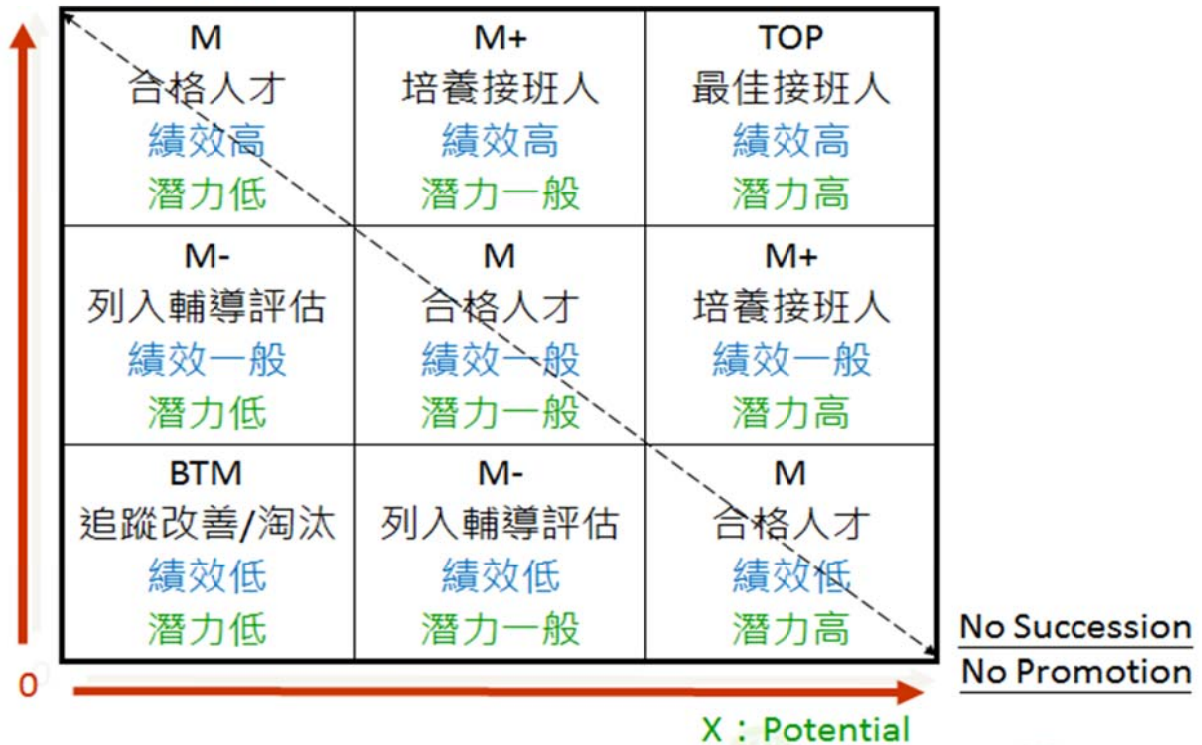 M
合格人才
績效高
潛力低
M+
培養接班人
績效高
潛力一般
TOP
最佳接班人
績效高
潛力高
M-
列入輔導評估
績效一般
潛力低
M
合格人才
績效一般
潛力一般
M+
培養接班人
績效一般
潛力高
BTM
追蹤改善/淘汰
績效低
潛力低
M-
列入輔導評估
績效低
潛力一般
M
合格人才
績效低
潛力高
No Succession
No Promotion
0
X：Potential